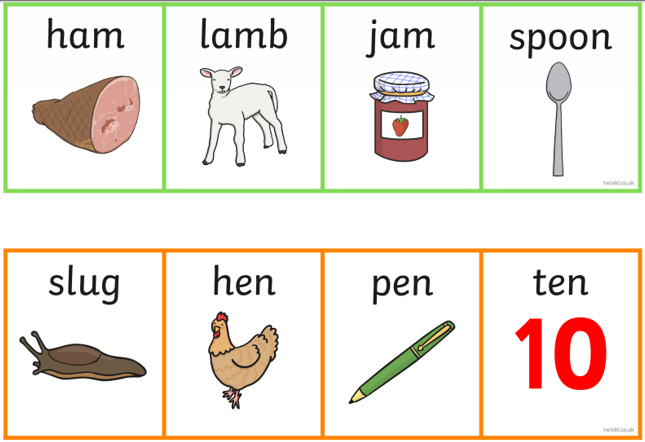 ham lamb jam spoon
twinkl.co.uk
slug hen pen ten
10
twinkl.co.uk